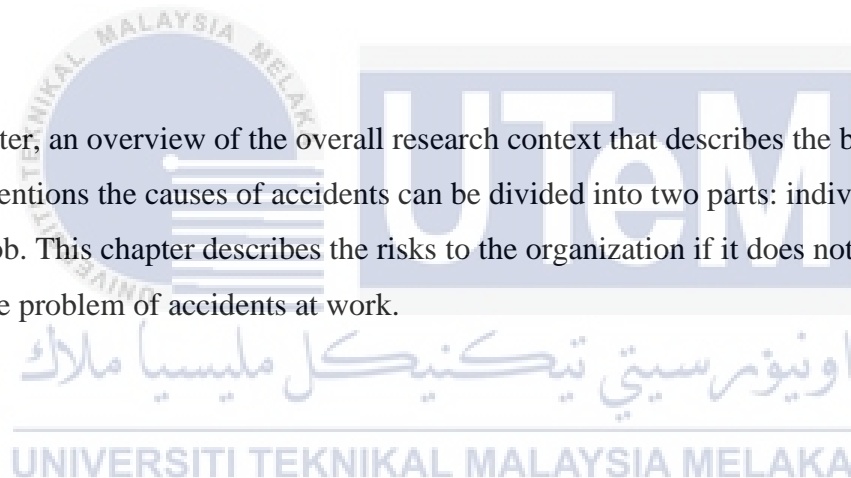 MALAYSIA
UTeM
ter, an overview of the overall research context that describes the b
entions the causes of accidents can be divided into two parts: indiv
ob. This chapter describes the risks to the organization if it does not
e problem of accidents at work.
اونيورسيتي تيكنيكل مليسيا ملاك
UNIVERSITI TEKNIKAL MALAYSIA MELAKA